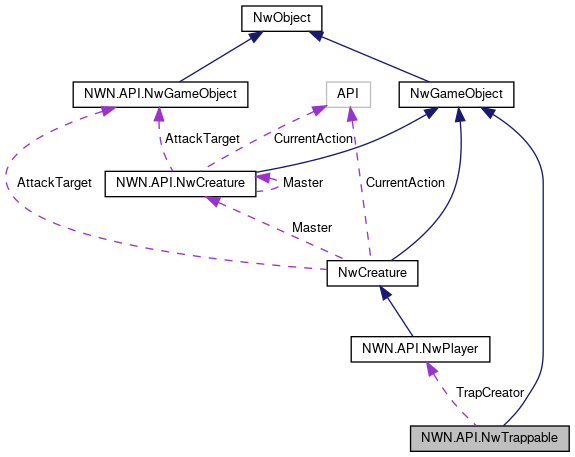 NwObject
NWN.API.NwGameObject
API
NwGameObject
AttackTarget
CurrentAction
NWN.API.NwCreature
Master
AttackTarget
CurrentAction
Master
NwCreature
NWN.API.NwPlayer
TrapCreator
NWN.API.NwTrappable